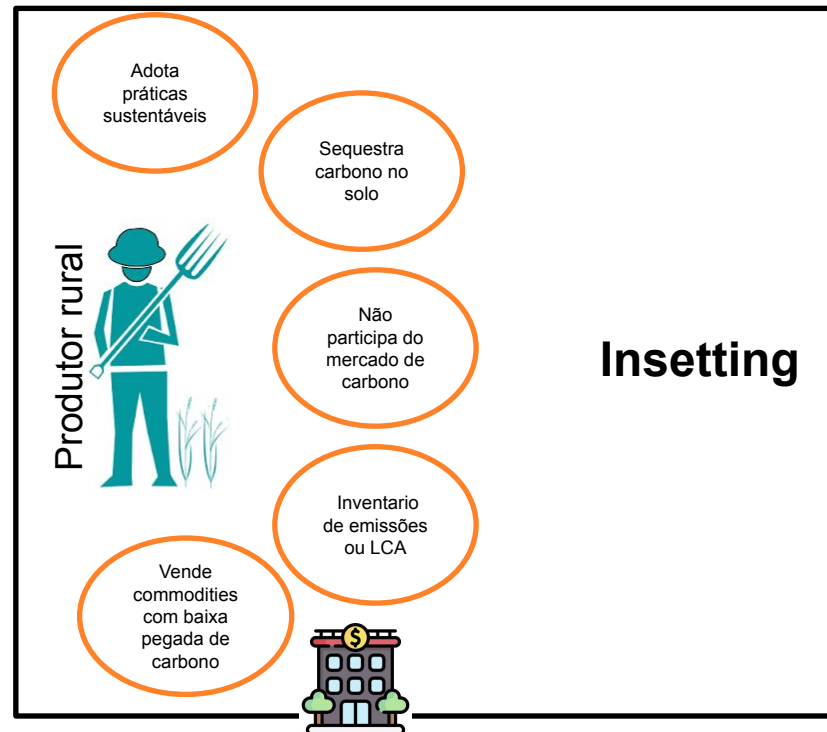 Adota
práticas
sustentáveis
Sequestra
carbono no
solo
Produtor rural
Não
participa do
mercado de
carbono
Insetting
Inventario
de emissões
ou LCA
Vende
commodities
com baixa
pegada de
carbono
$